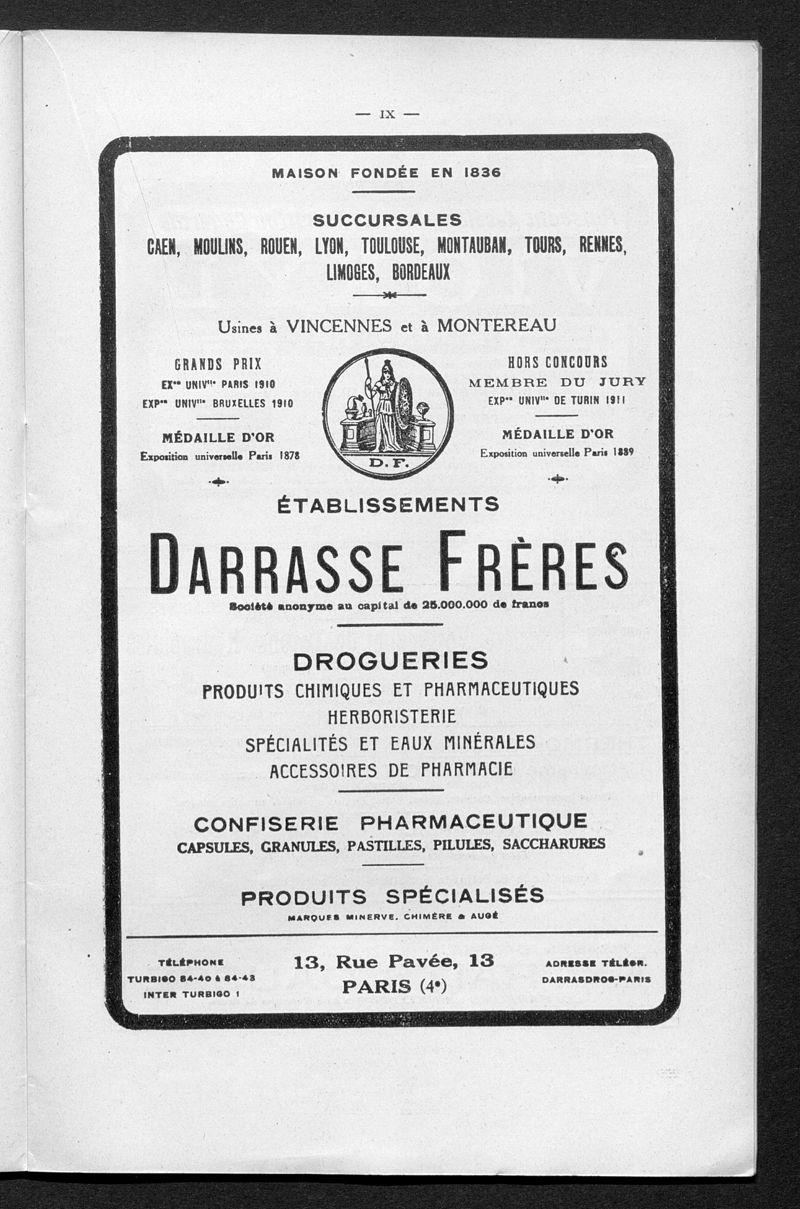 — IX —
MAISON FONDÉE EN 1836
SUCCURSALES
CAEN, MOULINS, ROUEN, LYON, TOULOUSE, MONTAUBAN, TOURS, RENNES,
LIMOGES, BORDEAUX
Usines à VINCENNES et à MONTEREAU
GRANDS PRIX
EXᵒⁿ UNIVˡˡᵉ PARIS 1910
EXPᵒⁿ UNIVˡˡᵉ BRUXELLES 1910
MÉDAILLE D'OR
Exposition universelle Paris 1878
D. F.
HORS CONCOURS
MEMBRE DU JURY
EXPᵒⁿ UNIVˡˡᵉ DE TURIN 1911
MÉDAILLE D'OR
Exposition universelle Paris 1889
ÉTABLISSEMENTS
DARRASSE FRÈRES
Société anonyme au capital de 25.000.000 de francs
DROGUERIES
PRODUITS CHIMIQUES ET PHARMACEUTIQUES
HERBORISTERIE
SPÉCIALITÉS ET EAUX MINÉRALES
ACCESSOIRES DE PHARMACIE
CONFISERIE PHARMACEUTIQUE
CAPSULES, GRANULES, PASTILLES, PILULES, SACCHARURES
PRODUITS SPÉCIALISÉS
MARQUES MINERVE, CHIMÈRE & AUGÉ
TÉLÉPHONE
TURBIGO 84-40 à 84-43
INTER TURBIGO 1
13, Rue Pavée, 13
PARIS (4ᵉ)
ADRESSE TÉLÉGR.
DARRASDROG-PARIS